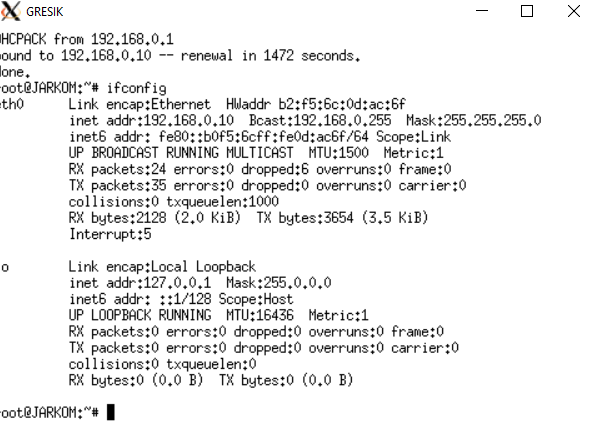 GRESIK
HCPACK from 192.168.0.1
ound to 192.168.0.10 -- renewal in 1472 seconds.
one.
root@JARKOM:~# ifconfig
eth0 Link encap:Ethernet HWaddr b2:f5:6c:0d:ac:6f
inet addr:192.168.0.10 Bcast:192.168.0.255 Mask:255.255.255.0
inet6 addr: fe80::b0f5:6cff:fe0d:ac6f/64 Scope:Link
UP BROADCAST RUNNING MULTICAST MTU:1500 Metric:1
RX packets:24 errors:0 dropped:6 overruns:0 frame:0
TX packets:35 errors:0 dropped:0 overruns:0 carrier:0
collisions:0 txqueuelen:1000
RX bytes:2128 (2.0 KiB) TX bytes:3654 (3.5 KiB)
Interrupt:5
o Link encap:Local Loopback
inet addr:127.0.0.1 Mask:255.0.0.0
inet6 addr: ::1/128 Scope:Host
UP LOOPBACK RUNNING MTU:16436 Metric:1
RX packets:0 errors:0 dropped:0 overruns:0 frame:0
TX packets:0 errors:0 dropped:0 overruns:0 carrier:0
collisions:0 txqueuelen:0
RX bytes:0 (0.0 B) TX bytes:0 (0.0 B)
root@JARKOM:~#